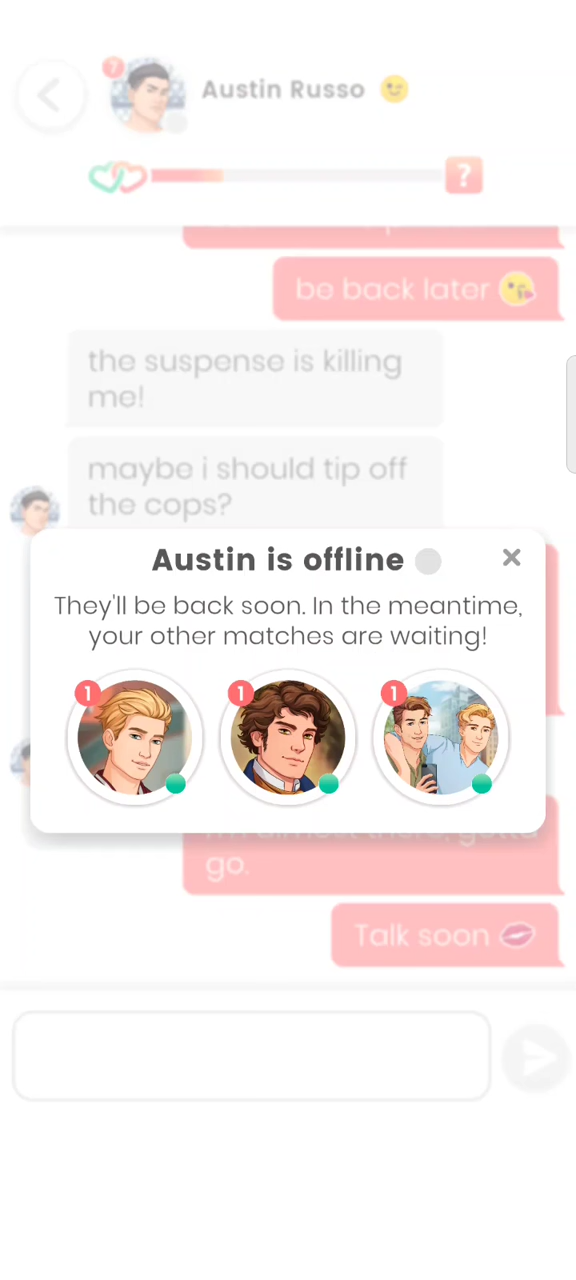 7
Austin Russo 😉
?
be back later 😘
the suspense is killing
me!
maybe i should tip off
the cops?
Austin is offline
They'll be back soon. In the meantime,
your other matches are waiting!
1 1 1
go.
Talk soon 💋